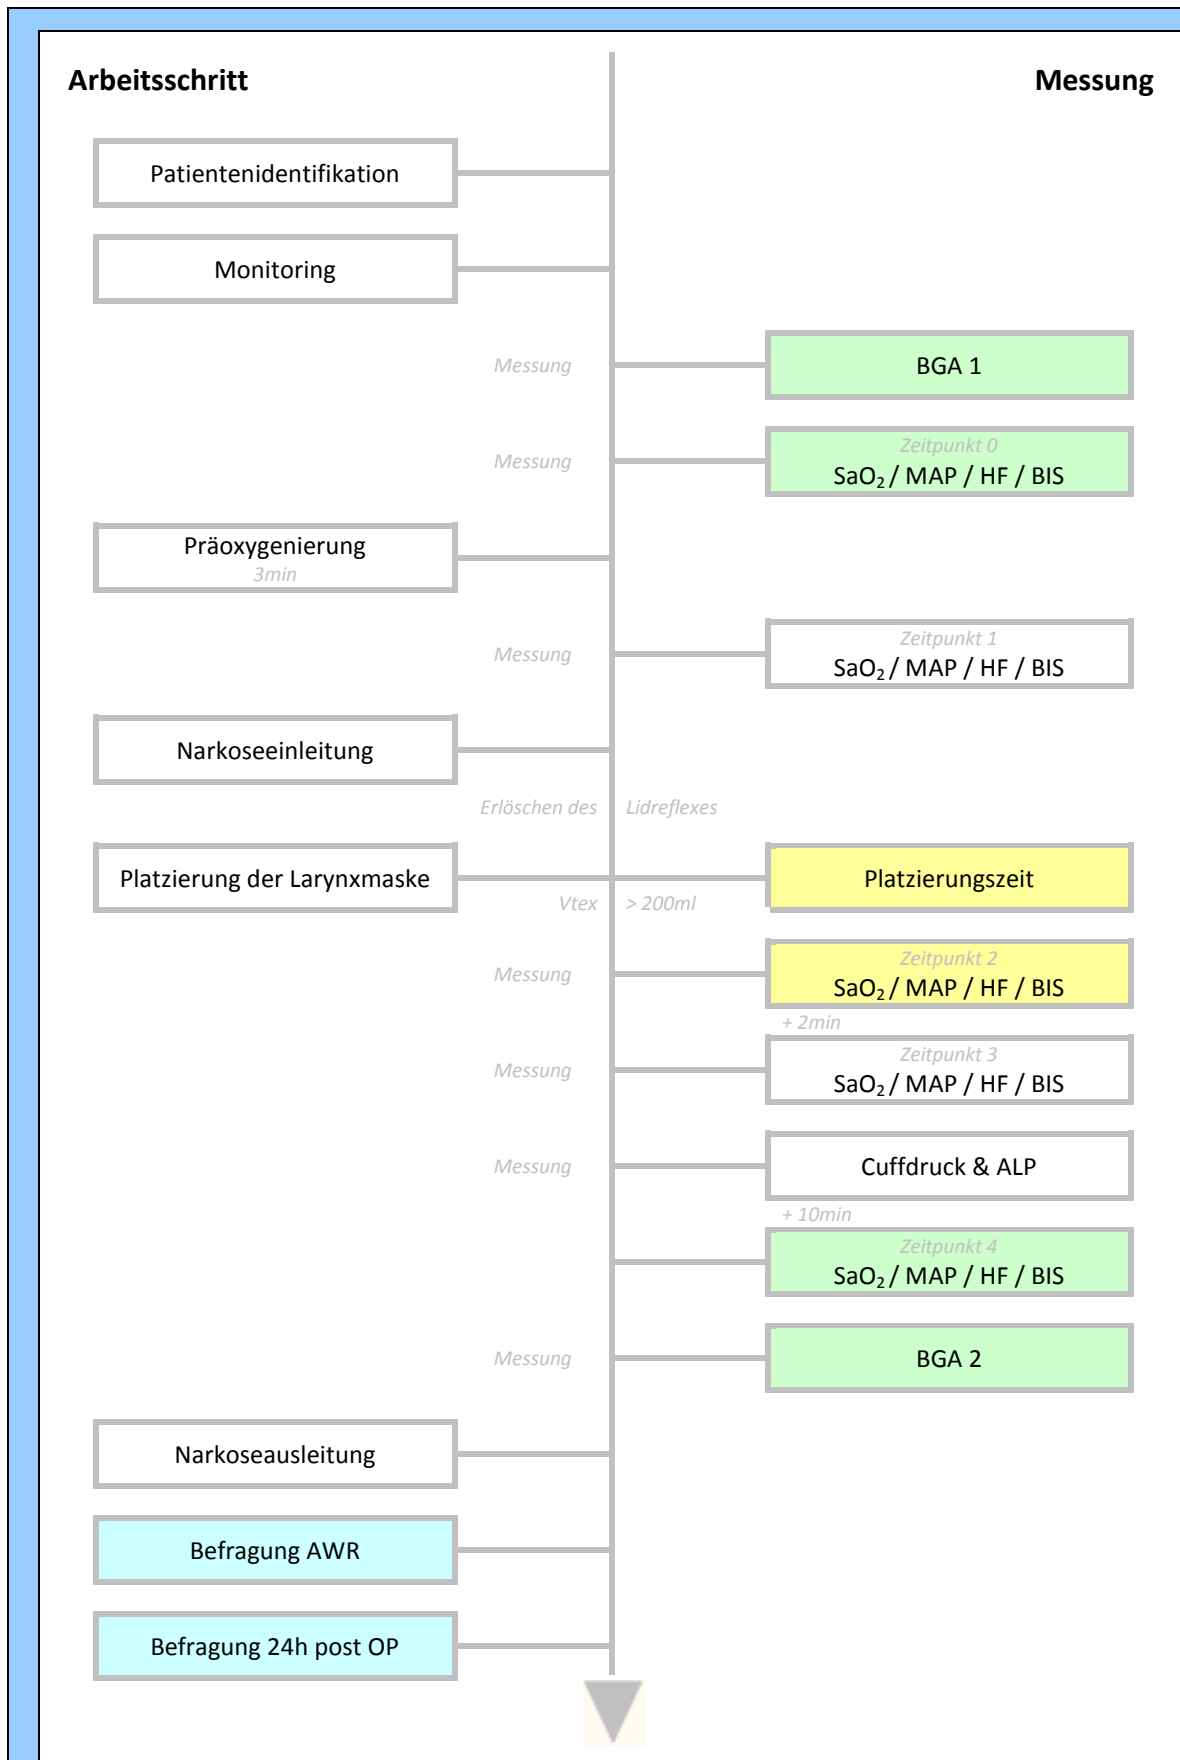 Arbeitsschritt
Messung
Patientenidentifikation
Monitoring
Messung
BGA 1
Messung
Zeitpunkt 0
SaO₂ / MAP / HF / BIS
Präoxygenierung
3min
Messung
Zeitpunkt 1
SaO₂ / MAP / HF / BIS
Narkoseeinleitung
Erlöschen des Lidreflexes
Platzierung der Larynxmaske
Platzierungszeit
Vtex > 200ml
Messung
Zeitpunkt 2
SaO₂ / MAP / HF / BIS
+ 2min
Messung
Zeitpunkt 3
SaO₂ / MAP / HF / BIS
Messung
Cuffdruck & ALP
+ 10min
Zeitpunkt 4
SaO₂ / MAP / HF / BIS
Messung
BGA 2
Narkoseausleitung
Befragung AWR
Befragung 24h post OP